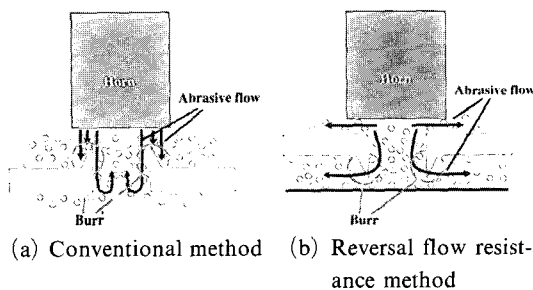 Horn
Abrasive flow
Burr
(a) Conventional method
Horn
Abrasive flow
Burr
(b) Reversal flow resist-
ance method